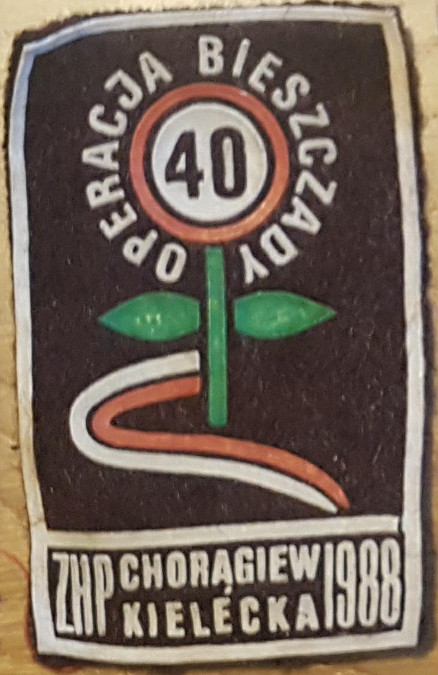 OPERACJA BIESZCZADY
40
ZHP CHORĄGIEW 1988
KIELECKA